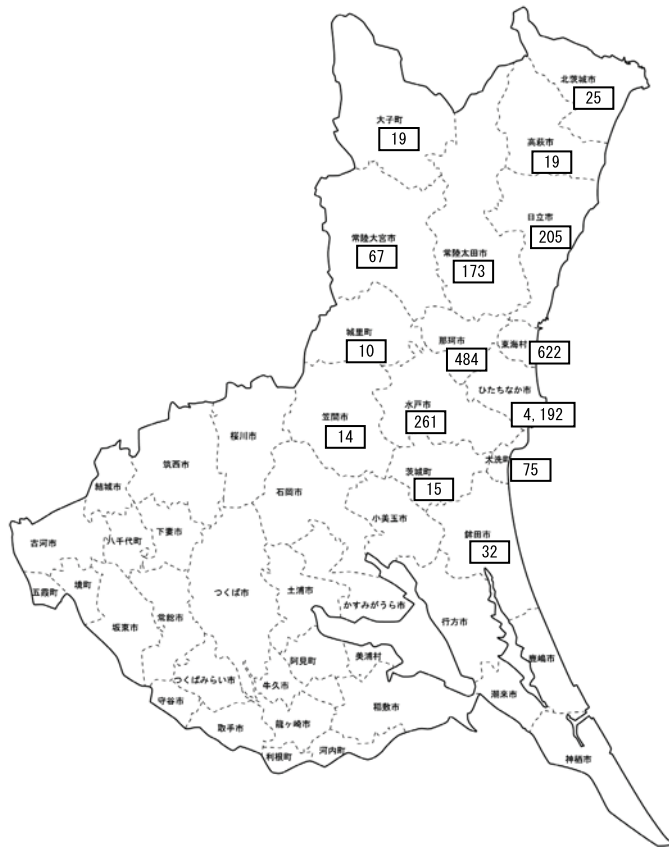 北茨城市
25
大子町
19
高萩市
19
日立市
205
常陸大宮市
67
常陸太田市
173
城里町
10
那珂市
484
東海村
622
ひたちなか市
4,192
水戸市
261
笠間市
14
桜川市
大洗町
75
茨城町
15
筑西市
結城市
石岡市
小美玉市
鉾田市
32
古河市
八千代町
下妻市
五霞町
境町
つくば市
土浦市
かすみがうら市
坂東市
常総市
行方市
鹿嶋市
つくばみらい市
阿見町
美浦村
牛久市
守谷市
潮来市
稲敷市
取手市
龍ヶ崎市
利根町
河内町
神栖市